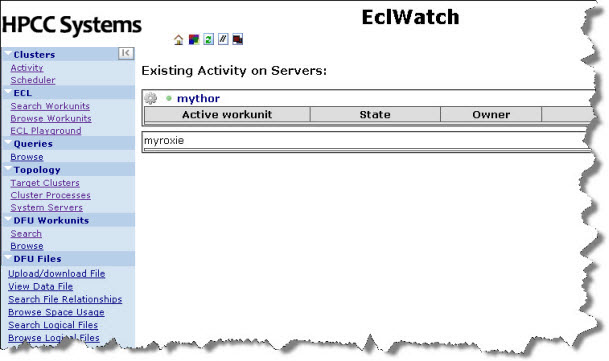 HPCC Systems
EclWatch
Clusters
Activity
Scheduler
ECL
Search Workunits
Browse Workunits
ECL Playground
Queries
Browse
Topology
Target Clusters
Cluster Processes
System Servers
DFU Workunits
Search
Browse
DFU Files
Upload/download File
View Data File
Search File Relationships
Browse Space Usage
Search Logical Files
Browse Logical Files
Existing Activity on Servers:
mythor
Active workunit State Owner
myroxie